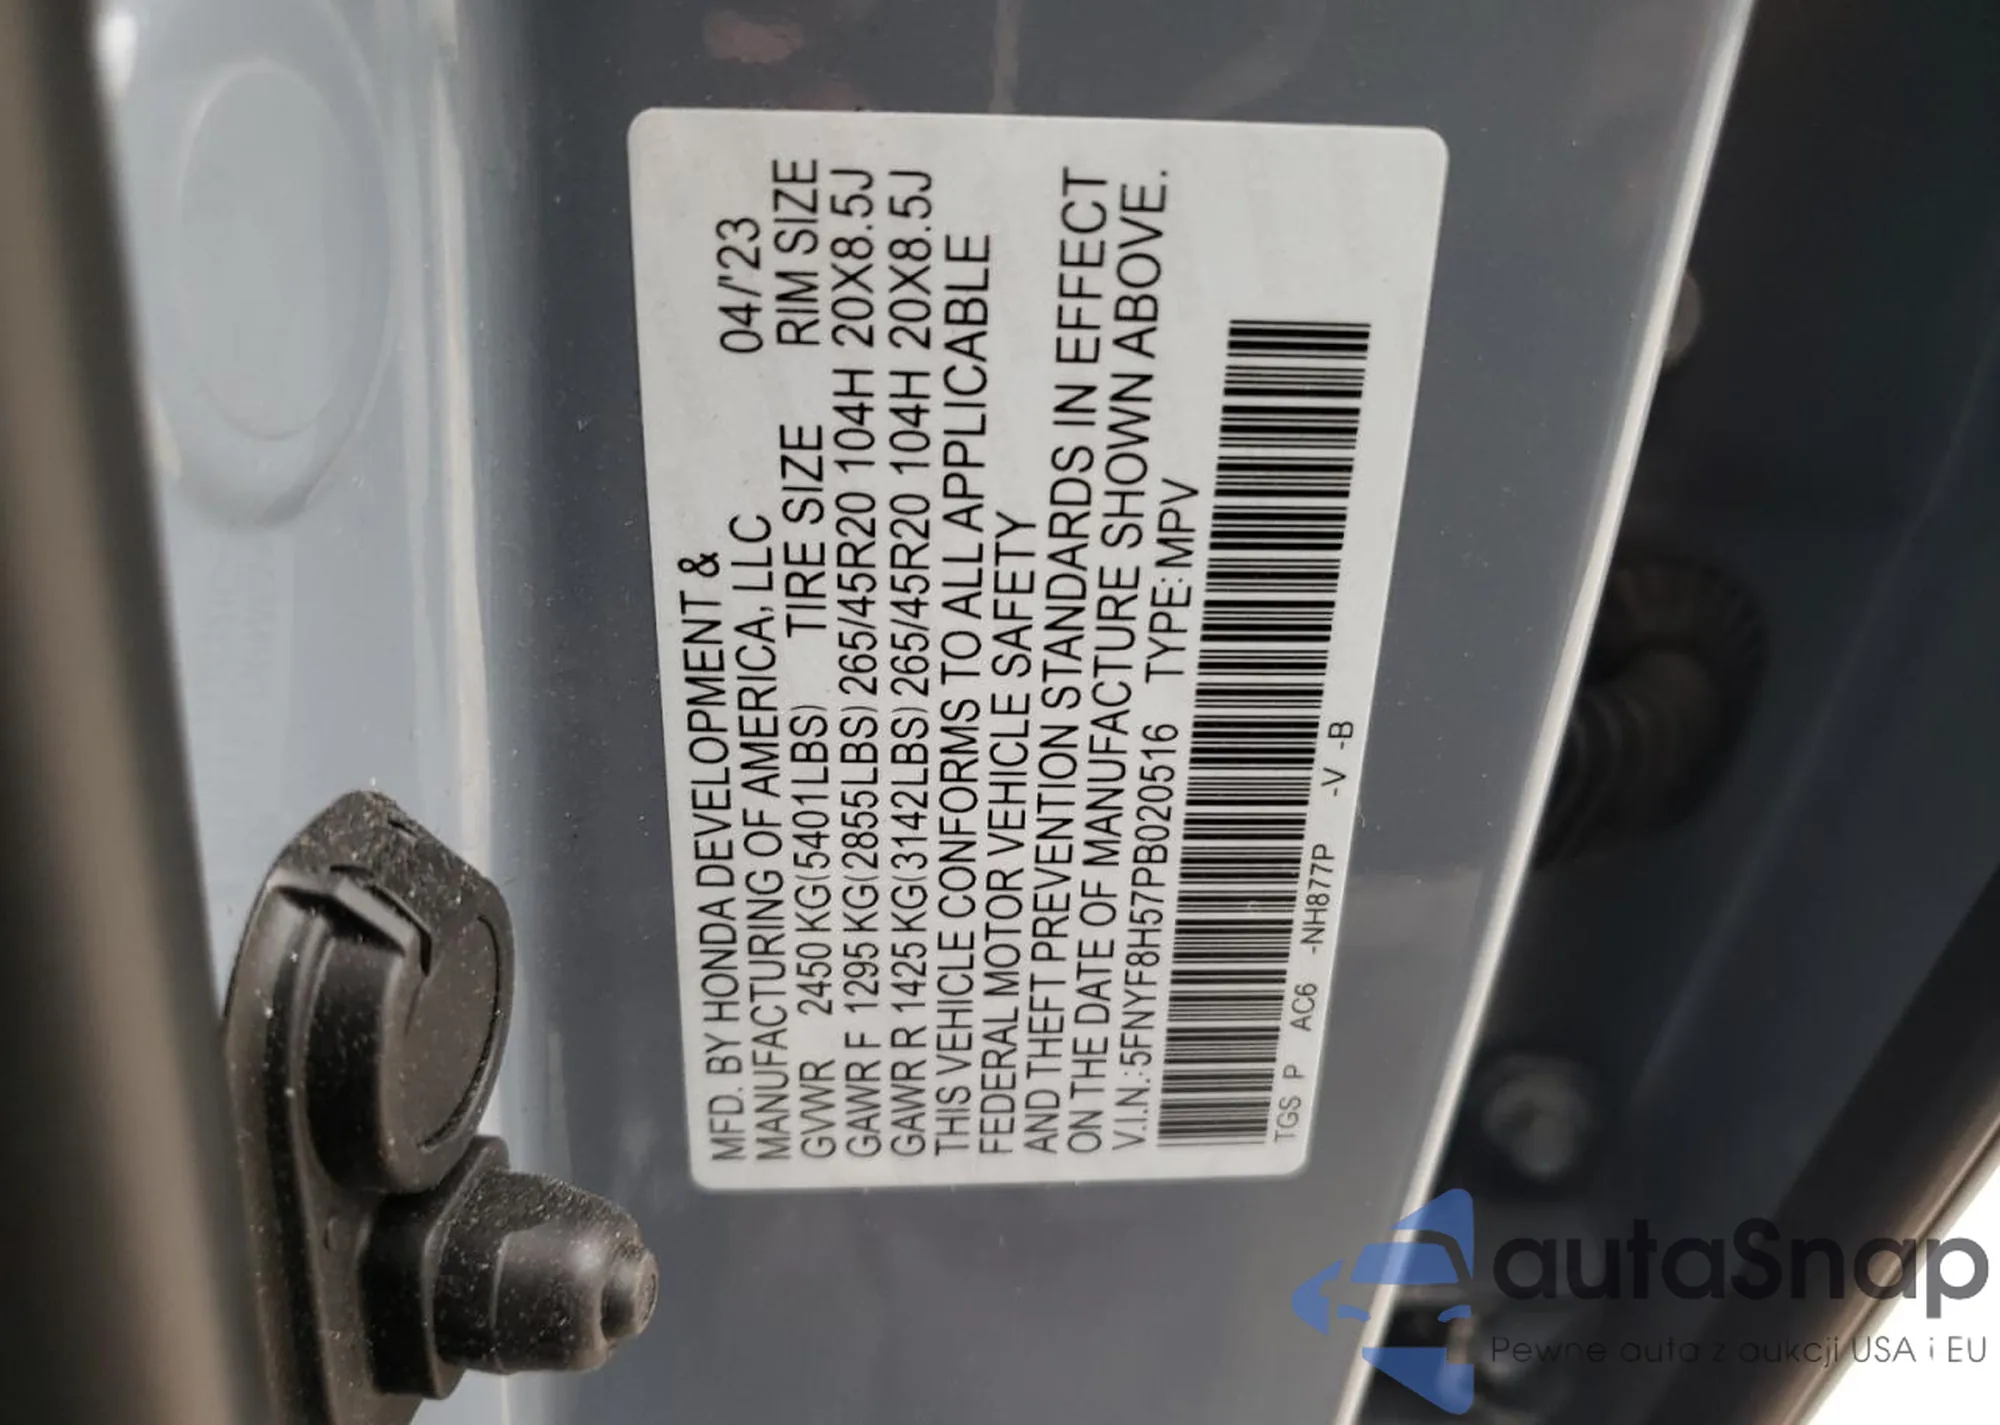 MFD. BY HONDA DEVELOPMENT &
MANUFACTURING OF AMERICA, LLC 04/'23
GVWR 2450 KG(5401LBS) TIRE SIZE RIM SIZE
GAWR F 1295 KG(2855LBS) 265/45R20 104H 20X8.5J
GAWR R 1425 KG(3142LBS) 265/45R20 104H 20X8.5J
THIS VEHICLE CONFORMS TO ALL APPLICABLE
FEDERAL MOTOR VEHICLE SAFETY
AND THEFT PREVENTION STANDARDS IN EFFECT
ON THE DATE OF MANUFACTURE SHOWN ABOVE.
V.I.N.:5FNYF8H57PB020516 TYPE:MPV
TGS P AC6 -NH877P -V -B
autaSnap
Pewne auta z aukcji USA i EU